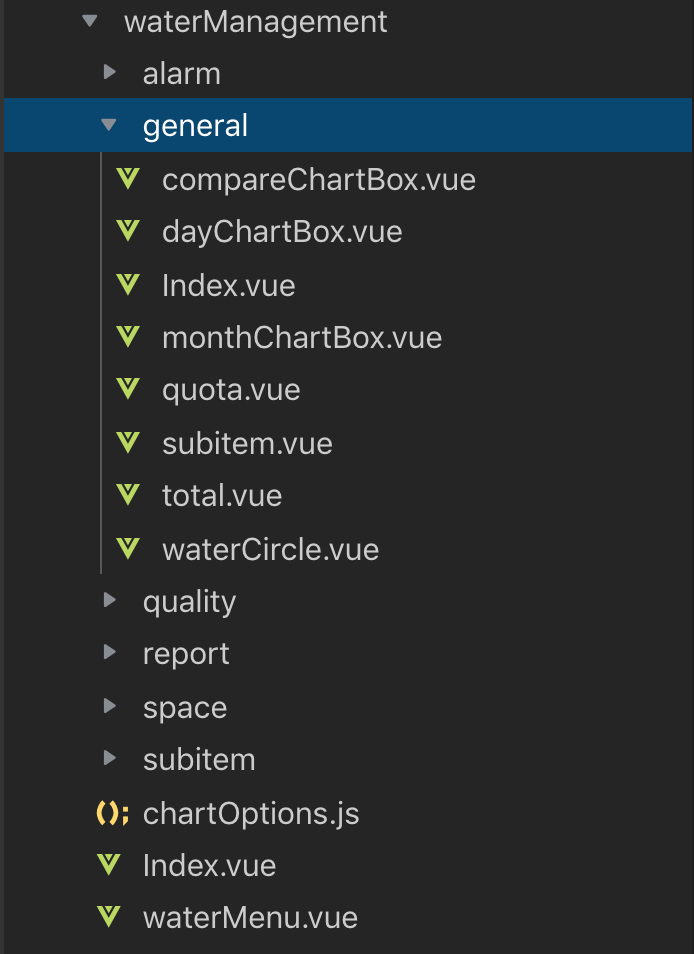 waterManagement
alarm
general
compareChartBox.vue
dayChartBox.vue
Index.vue
monthChartBox.vue
quota.vue
subitem.vue
total.vue
waterCircle.vue
quality
report
space
subitem
chartOptions.js
Index.vue
waterMenu.vue